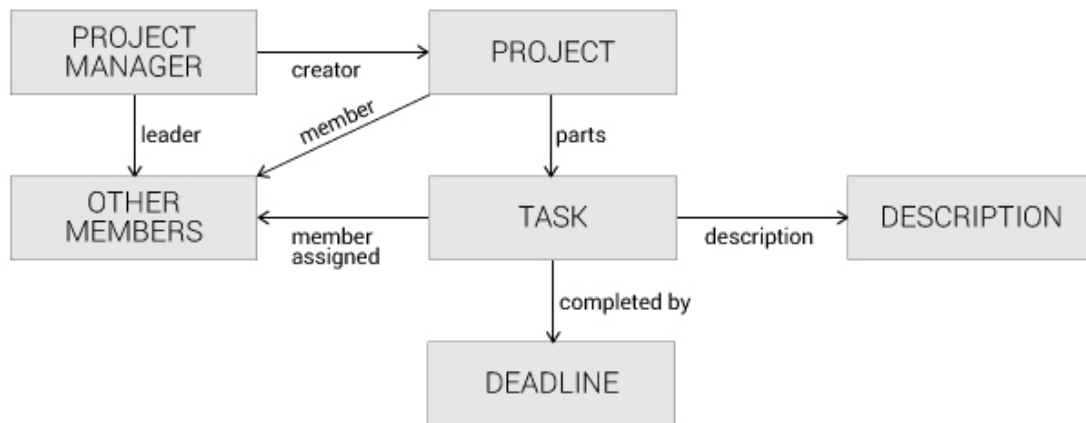 PROJECT
MANAGER
creator
PROJECT
leader
member
parts
OTHER
MEMBERS
member
assigned
TASK
description
DESCRIPTION
completed by
DEADLINE